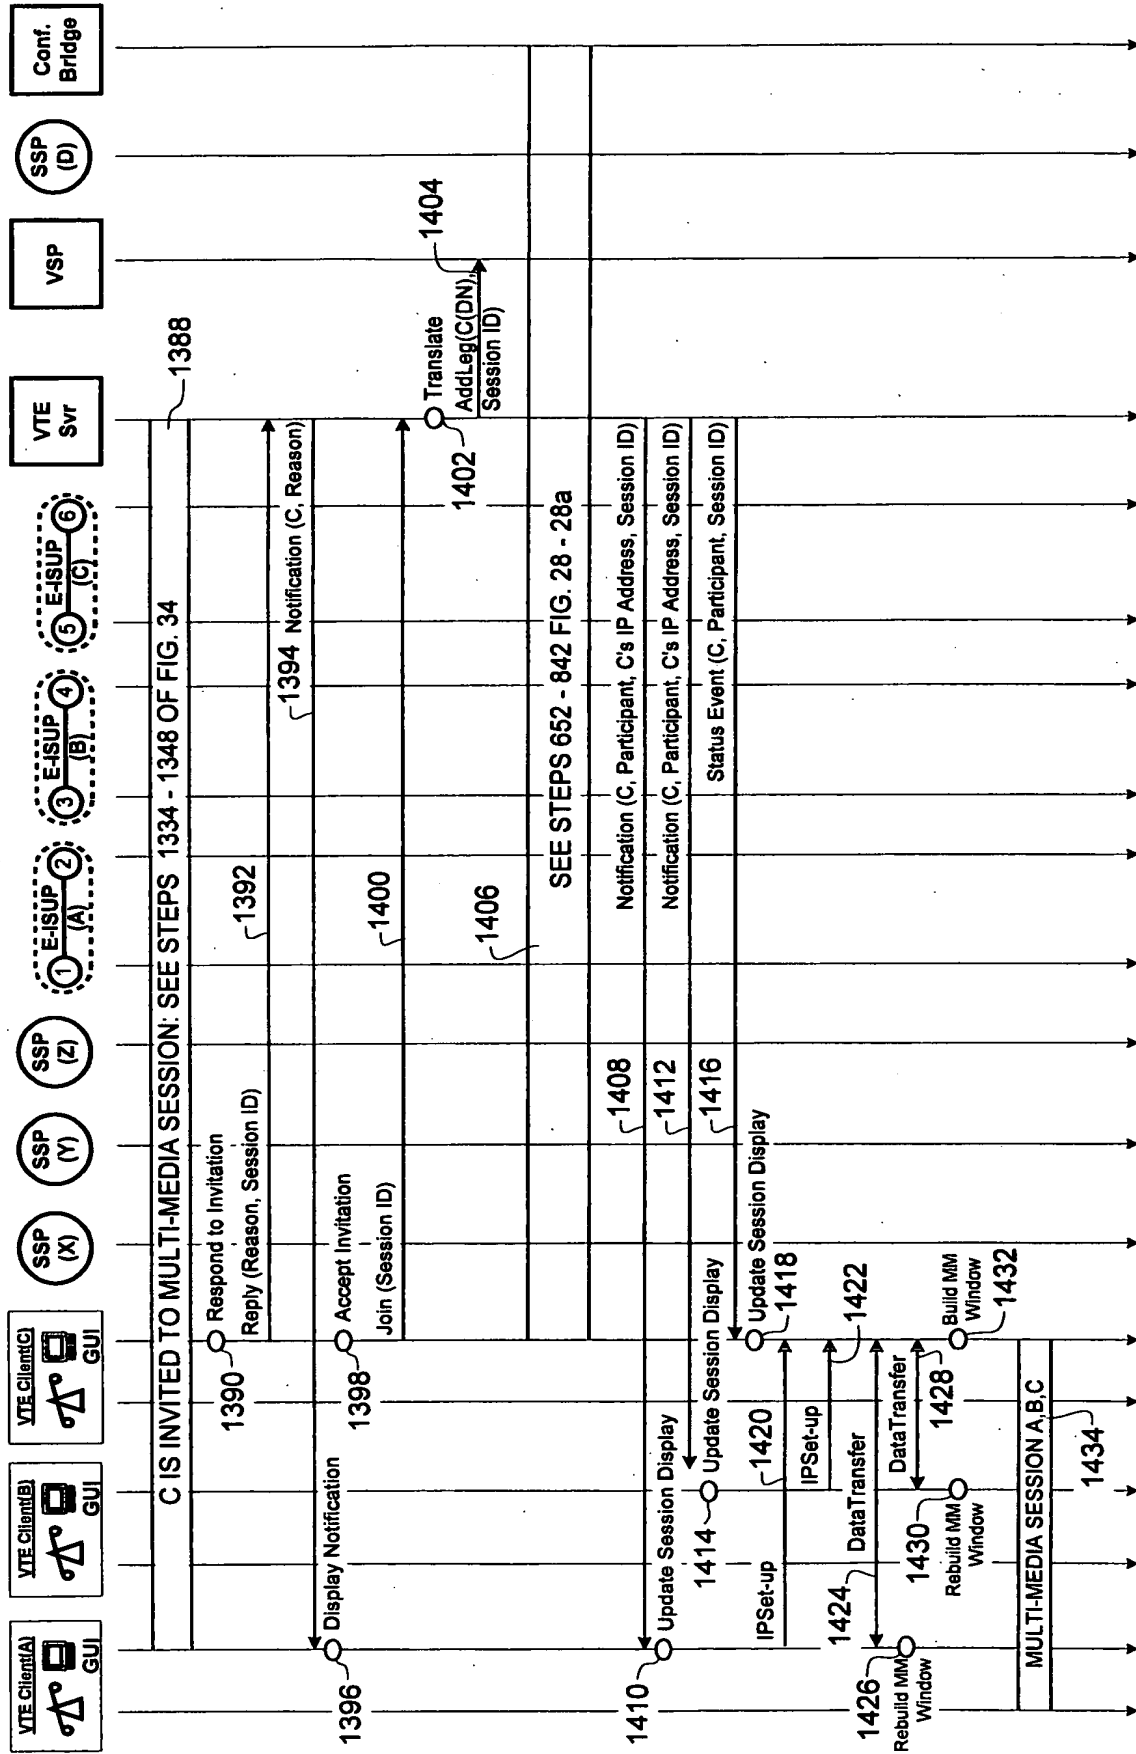 VTE Client(A)
GUI
VTE Client(B)
GUI
VTE Client(C)
GUI
SSP
(X)
SSP
(Y)
SSP
(Z)
1
E-ISUP
(A)
2
3
E-ISUP
(B)
4
5
E-ISUP
(C)
6
VTE
Svr
VSP
SSP
(D)
Conf.
Bridge
C IS INVITED TO MULTI-MEDIA SESSION: SEE STEPS 1334 - 1348 OF FIG. 34
1388
Respond to Invitation
1390
Reply (Reason, Session ID)
1392
1394 Notification (C, Reason)
Display Notification
1396
Accept Invitation
1398
Join (Session ID)
1400
Translate
1402
AddLeg(C(DN),
Session ID)
1404
1406
SEE STEPS 652 - 842 FIG. 28 - 28a
1408
Notification (C, Participant, C's IP Address, Session ID)
Update Session Display
1410
1412
Notification (C, Participant, C's IP Address, Session ID)
Update Session Display
1414
1416
Status Event (C, Participant, Session ID)
Update Session Display
1418
IPSet-up
1420
IPSet-up
1422
1424
DataTransfer
Rebuild MM
Window
1426
DataTransfer
1428
1430
Rebuild MM
Window
Build MM
Window
1432
MULTI-MEDIA SESSION A,B,C
1434